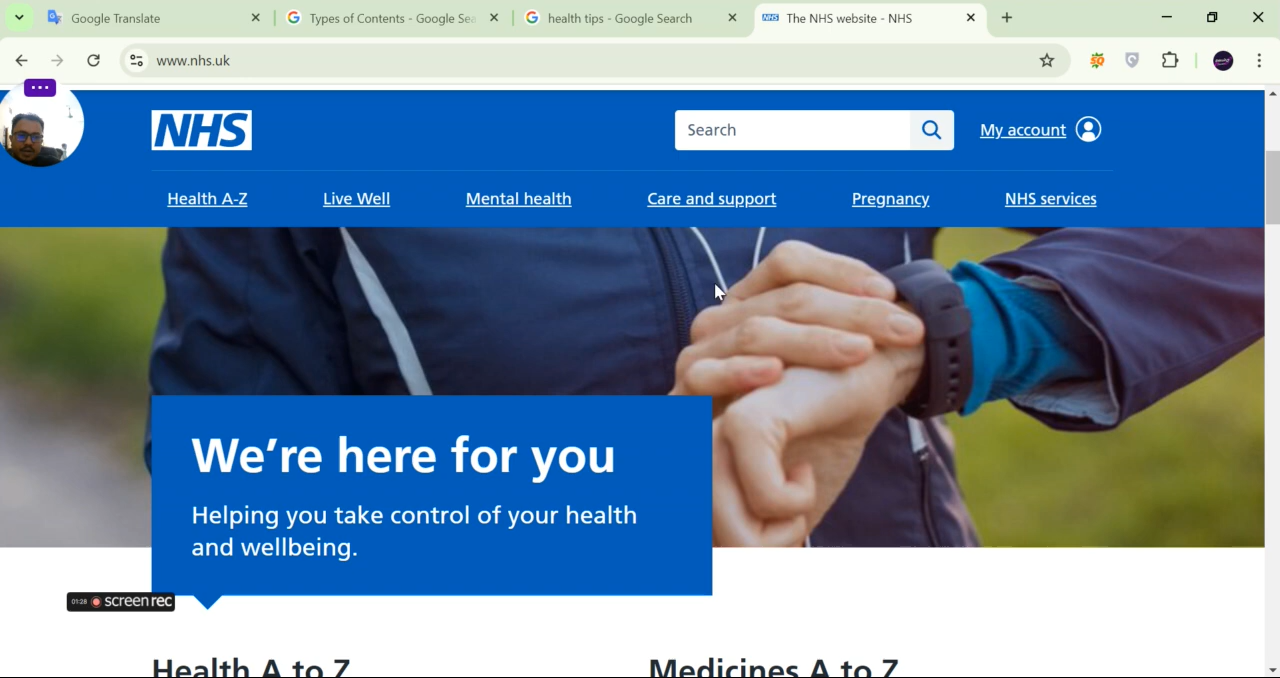 Google Translate
Types of Contents - Google Sea
health tips - Google Search
NHS The NHS website - NHS
www.nhs.uk
SQ
NHS
Search
My account
Health A-Z
Live Well
Mental health
Care and support
Pregnancy
NHS services
We're here for you
Helping you take control of your health
and wellbeing.
01:28 screenrec
Health A to Z
Medicines A to Z